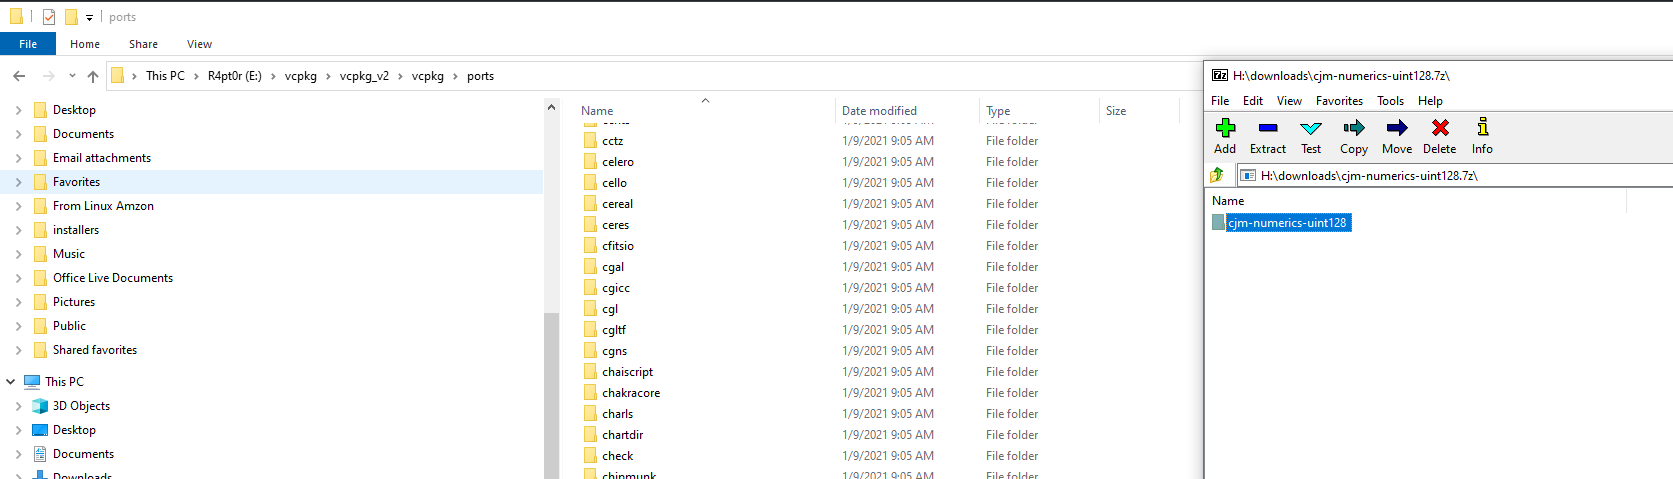 ports
File Home Share View
This PC R4pt0r (E:) vcpkg vcpkg_v2 vcpkg ports
Desktop
Documents
Email attachments
Favorites
From Linux Amzon
installers
Music
Office Live Documents
Pictures
Public
Shared favorites
This PC
3D Objects
Desktop
Documents
Downloads
Name Date modified Type Size
1/9/2021 9:05 AM File folder
cctz 1/9/2021 9:05 AM File folder
celero 1/9/2021 9:05 AM File folder
cello 1/9/2021 9:05 AM File folder
cereal 1/9/2021 9:05 AM File folder
ceres 1/9/2021 9:05 AM File folder
cfitsio 1/9/2021 9:05 AM File folder
cgal 1/9/2021 9:05 AM File folder
cgicc 1/9/2021 9:05 AM File folder
cgl 1/9/2021 9:05 AM File folder
cgltf 1/9/2021 9:05 AM File folder
cgns 1/9/2021 9:05 AM File folder
chaiscript 1/9/2021 9:05 AM File folder
chakracore 1/9/2021 9:05 AM File folder
charls 1/9/2021 9:05 AM File folder
chartdir 1/9/2021 9:05 AM File folder
check 1/9/2021 9:05 AM File folder
chipmunk 1/9/2021 9:05 AM File folder
7z H:\downloads\cjm-numerics-uint128.7z\
File Edit View Favorites Tools Help
Add Extract Test Copy Move Delete Info
H:\downloads\cjm-numerics-uint128.7z\
Name
cjm-numerics-uint128